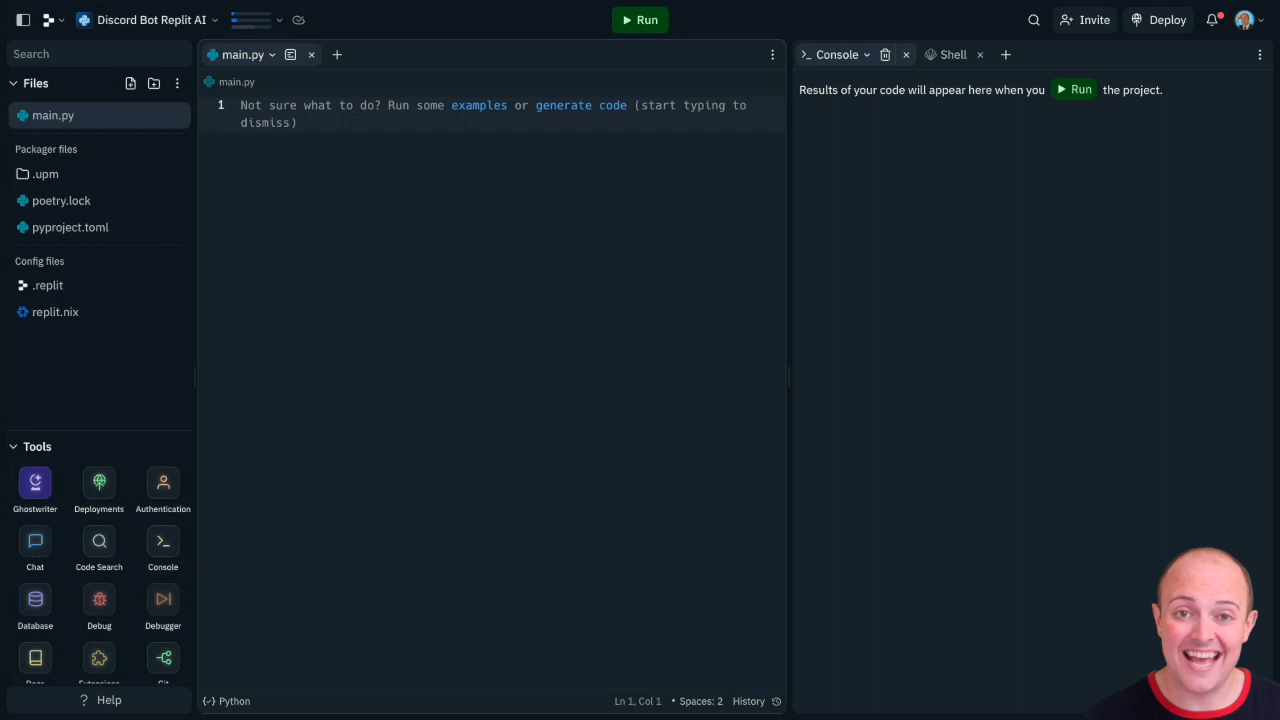 Discord Bot Replit AI
Run
Invite
Deploy
Search
Files
main.py
Packager files
.upm
poetry.lock
pyproject.toml
Config files
.replit
replit.nix
Tools
Ghostwriter
Deployments
Authentication
Chat
Code Search
Console
Database
Debug
Debugger
Help
main.py
main.py
1 Not sure what to do? Run some examples or generate code (start typing to
dismiss)
Python
Ln 1, Col 1 • Spaces: 2 History
Console
Shell
Results of your code will appear here when you Run the project.